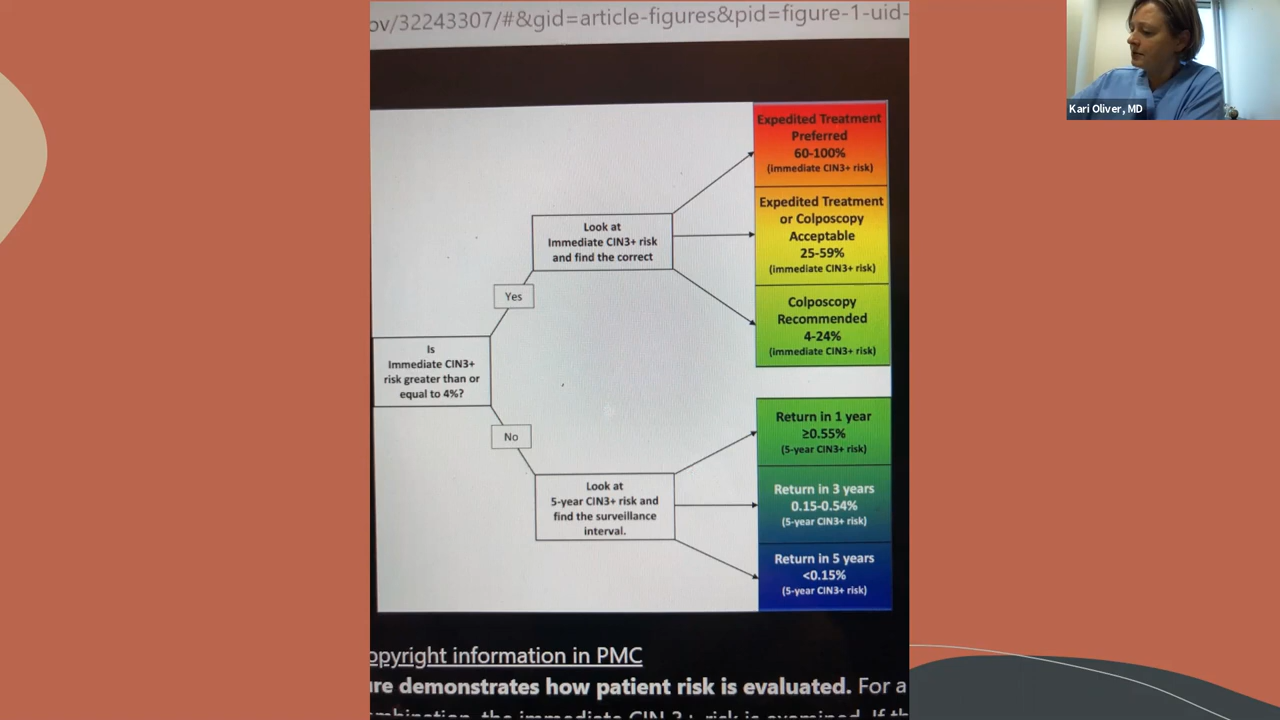 ov/32243307/#&gid=article-figures&pid=figure-1-uid-
Kari Oliver, MD
Expedited Treatment
Preferred
60-100%
(immediate CIN3+ risk)
Expedited Treatment
or Colposcopy
Acceptable
25-59%
(immediate CIN3+ risk)
Colposcopy
Recommended
4-24%
(immediate CIN3+ risk)
Look at
Immediate CIN3+ risk
and find the correct
Yes
Is
Immediate CIN3+
risk greater than or
equal to 4%?
No
Look at
5-year CIN3+ risk and
find the surveillance
interval.
Return in 1 year
≥0.55%
(5-year CIN3+ risk)
Return in 3 years
0.15-0.54%
(5-year CIN3+ risk)
Return in 5 years
<0.15%
(5-year CIN3+ risk)
opyright information in PMC
re demonstrates how patient risk is evaluated. For a